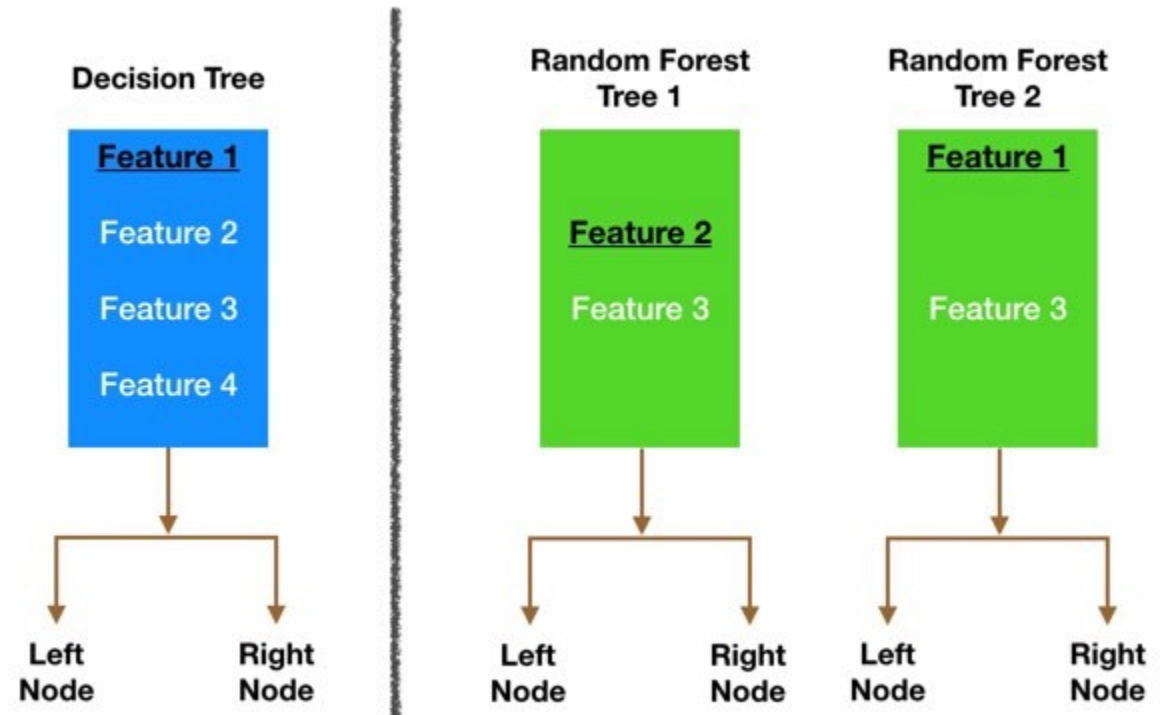 Decision Tree
Feature 1
Feature 2
Feature 3
Feature 4
Left
Node
Right
Node
Random Forest
Tree 1
Feature 2
Feature 3
Left
Node
Right
Node
Random Forest
Tree 2
Feature 1
Feature 3
Left
Node
Right
Node